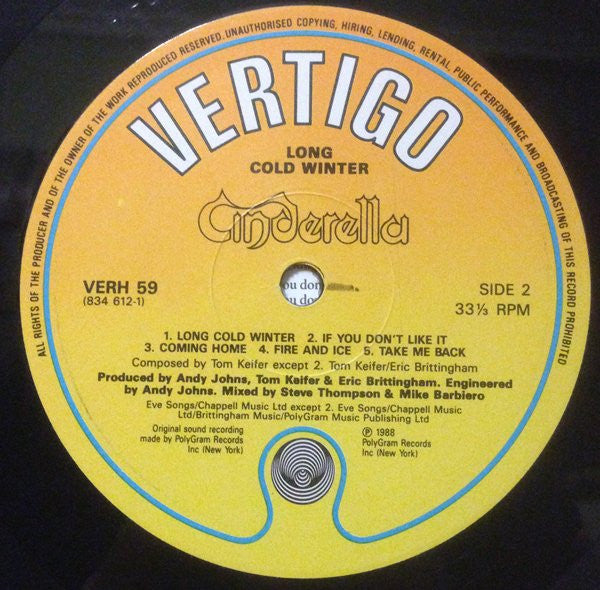 ALL RIGHTS OF THE PRODUCER AND OF THE OWNER OF THE WORK REPRODUCED RESERVED. UNAUTHORISED COPYING, HIRING, LENDING, RENTAL, PUBLIC PERFORMANCE AND BROADCASTING OF THIS RECORD PROHIBITED
VERTIGO
LONG
COLD WINTER
Cinderella
VERH 59
(834 612-1)
ou don
u do
SIDE 2
33⅓ RPM
1. LONG COLD WINTER 2. IF YOU DON'T LIKE IT
3. COMING HOME 4. FIRE AND ICE 5. TAKE ME BACK
Composed by Tom Keifer except 2. Tom Keifer/Eric Brittingham
Produced by Andy Johns, Tom Keifer & Eric Brittingham. Engineered
by Andy Johns. Mixed by Steve Thompson & Mike Barbiero
Eve Songs/Chappell Music Ltd except 2. Eve Songs/Chappell Music
Ltd/Brittingham Music/PolyGram Music Publishing Ltd
Original sound recording
made by PolyGram Records
Inc (New York)
℗ 1988
PolyGram Records
Inc (New York)